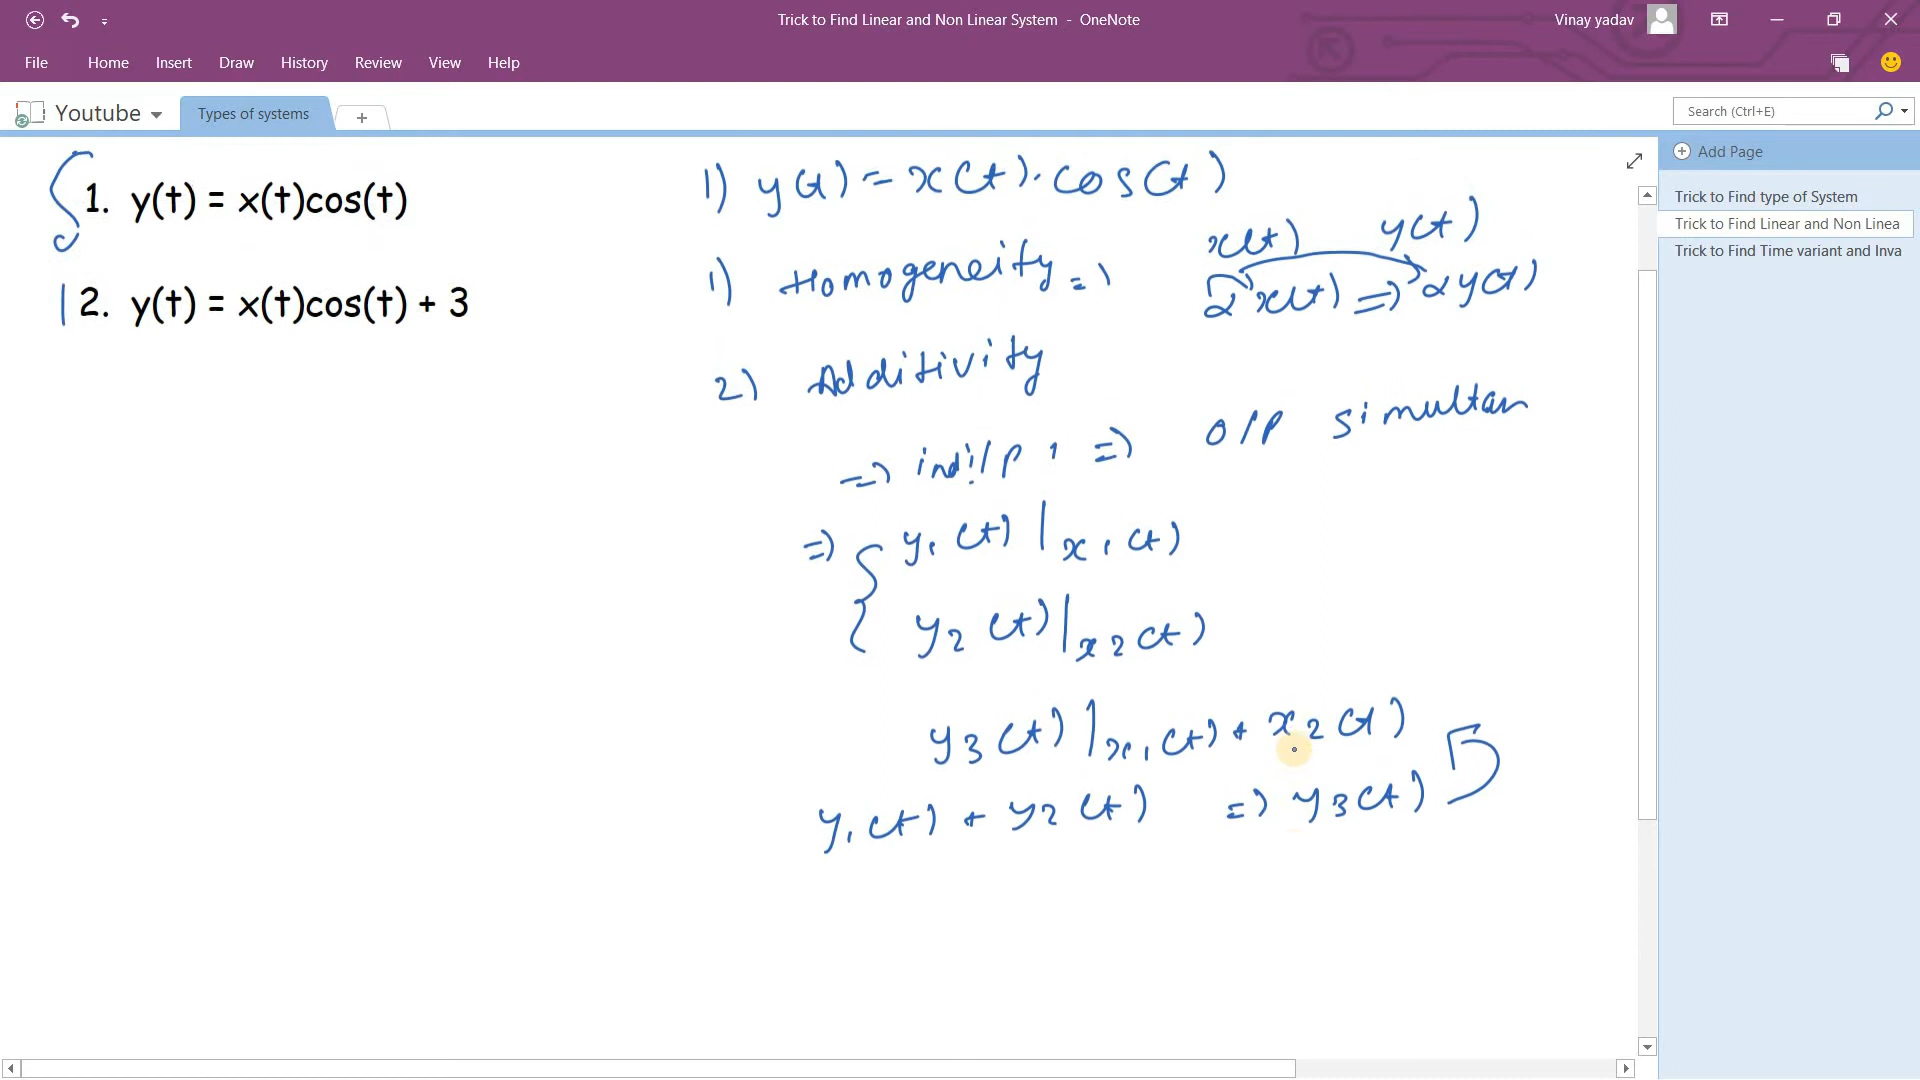 Trick to Find Linear and Non Linear System - OneNote
Vinay yadav
File Home Insert Draw History Review View Help
Youtube
Types of systems
Search (Ctrl+E)
Add Page
Trick to Find type of System
Trick to Find Linear and Non Linea
Trick to Find Time variant and Inva
1. y(t) = x(t)cos(t)
2. y(t) = x(t)cos(t) + 3
1) y(t) = x(t). cos(t)
x(t) y(t)
1) Homogeneity =>
αx(t) => αy(t)
2) Additivity
=> ind i/p , => o/p simultan
=> { y1(t) | x1(t)
y2(t) | x2(t)
y3(t) | x1(t) + x2(t)
y1(t) + y2(t) => y3(t)